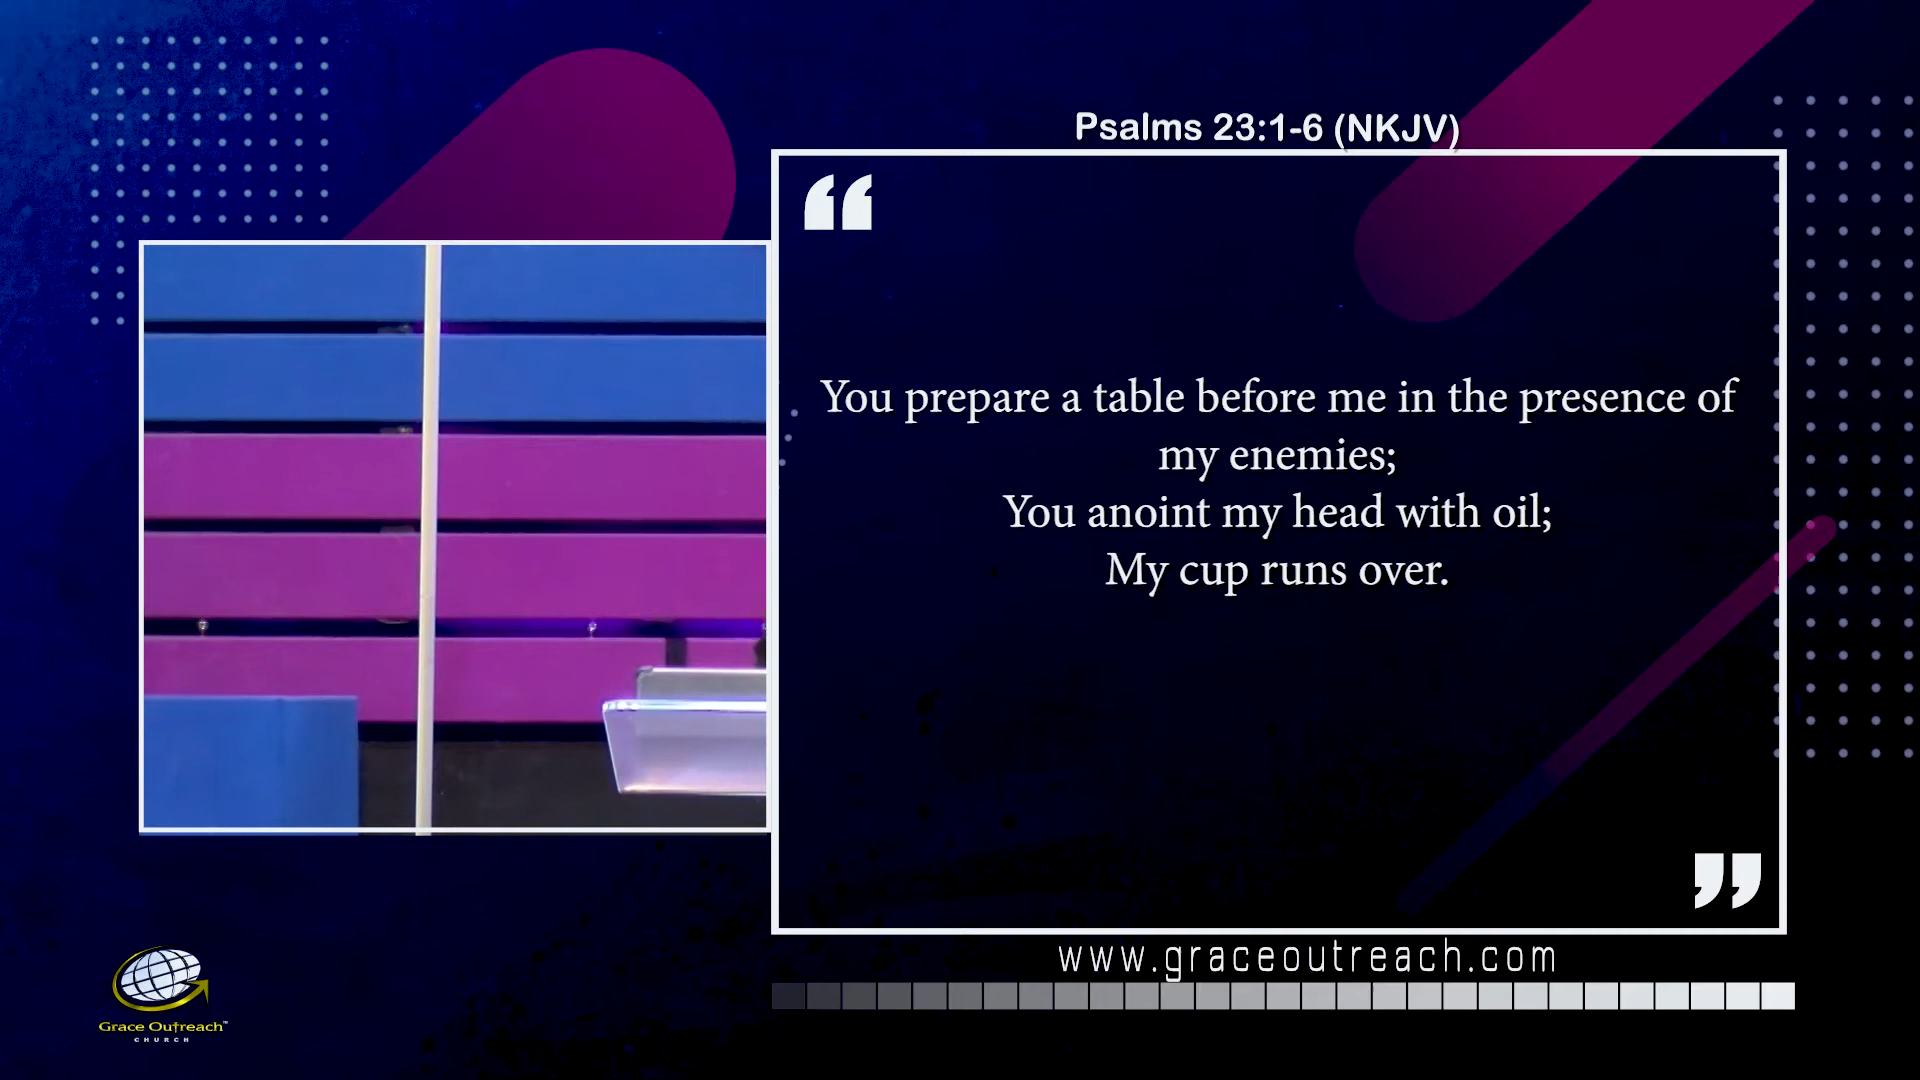 Psalms 23:1-6 (NKJV)
“
You prepare a table before me in the presence of
my enemies;
You anoint my head with oil;
My cup runs over.
”
www.graceoutreach.com
Grace Outreach™
CHURCH